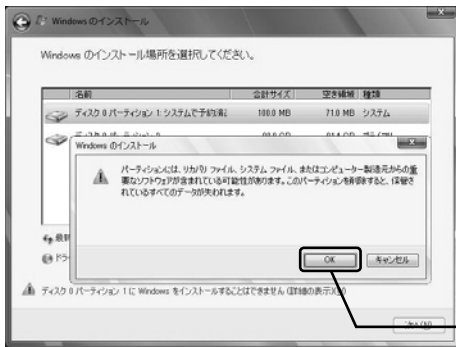 Windows のインストール
Windows のインストール場所を選択してください。
名前 合計サイズ 空き領域 種類
ディスク 0 パーティション 1: システムで予約済 100.0 MB 71.0 MB システム
Windows のインストール
パーティションには、リカバリ ファイル、システム ファイル、またはコンピューター製造元からの重
要なソフトウェアが含まれている可能性があります。このパーティションを削除すると、保管さ
れているすべてのデータが失われます。
OK キャンセル
最新
ドラ
ディスク 0 パーティション 1 に Windows をインストールすることはできません (詳細の表示)(X)
次へ(N)